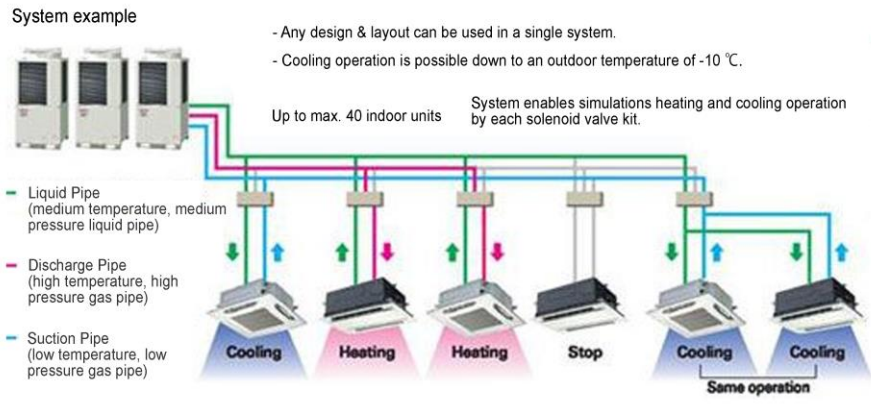 System example
- Any design & layout can be used in a single system.
- Cooling operation is possible down to an outdoor temperature of -10 ℃.
Up to max. 40 indoor units
System enables simulations heating and cooling operation
by each solenoid valve kit.
Liquid Pipe
(medium temperature, medium
pressure liquid pipe)
Discharge Pipe
(high temperature, high
pressure gas pipe)
Suction Pipe
(low temperature, low
pressure gas pipe)
Cooling
Heating
Heating
Stop
Cooling
Cooling
Same operation